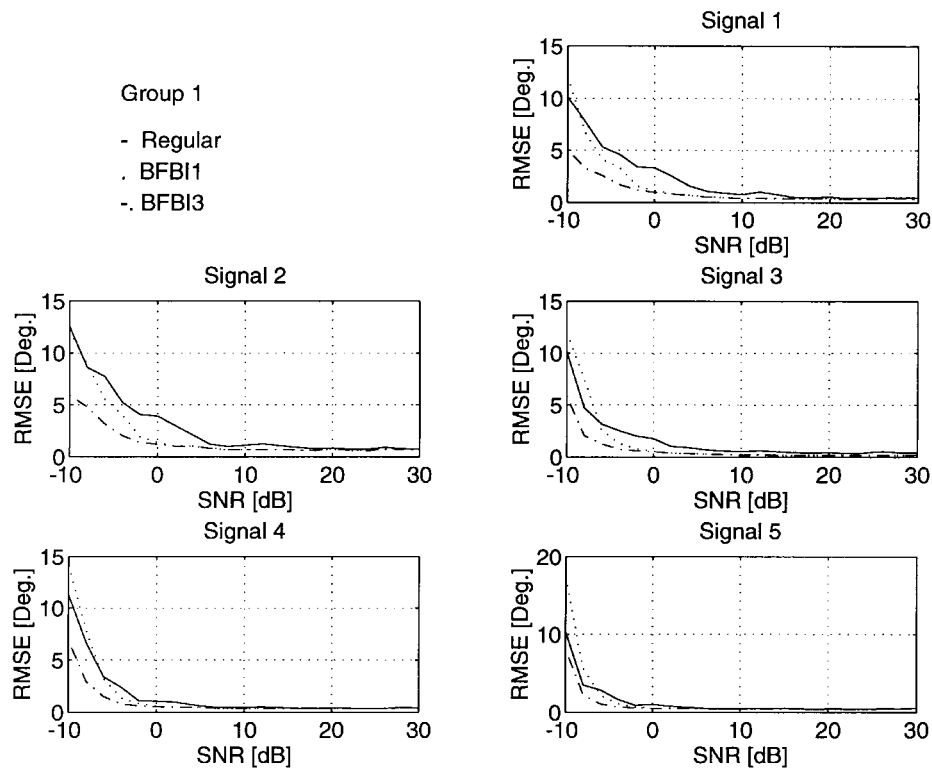 Group 1
- Regular
. BFBI1
-. BFBI3
Signal 1
RMSE [Deg.]
15
10
5
0
-10 0 10 20 30
SNR [dB]
Signal 2
RMSE [Deg.]
15
10
5
0
-10 0 10 20 30
SNR [dB]
Signal 3
RMSE [Deg.]
15
10
5
0
-10 0 10 20 30
SNR [dB]
Signal 4
RMSE [Deg.]
15
10
5
0
-10 0 10 20 30
SNR [dB]
Signal 5
RMSE [Deg.]
20
10
0
-10 0 10 20 30
SNR [dB]